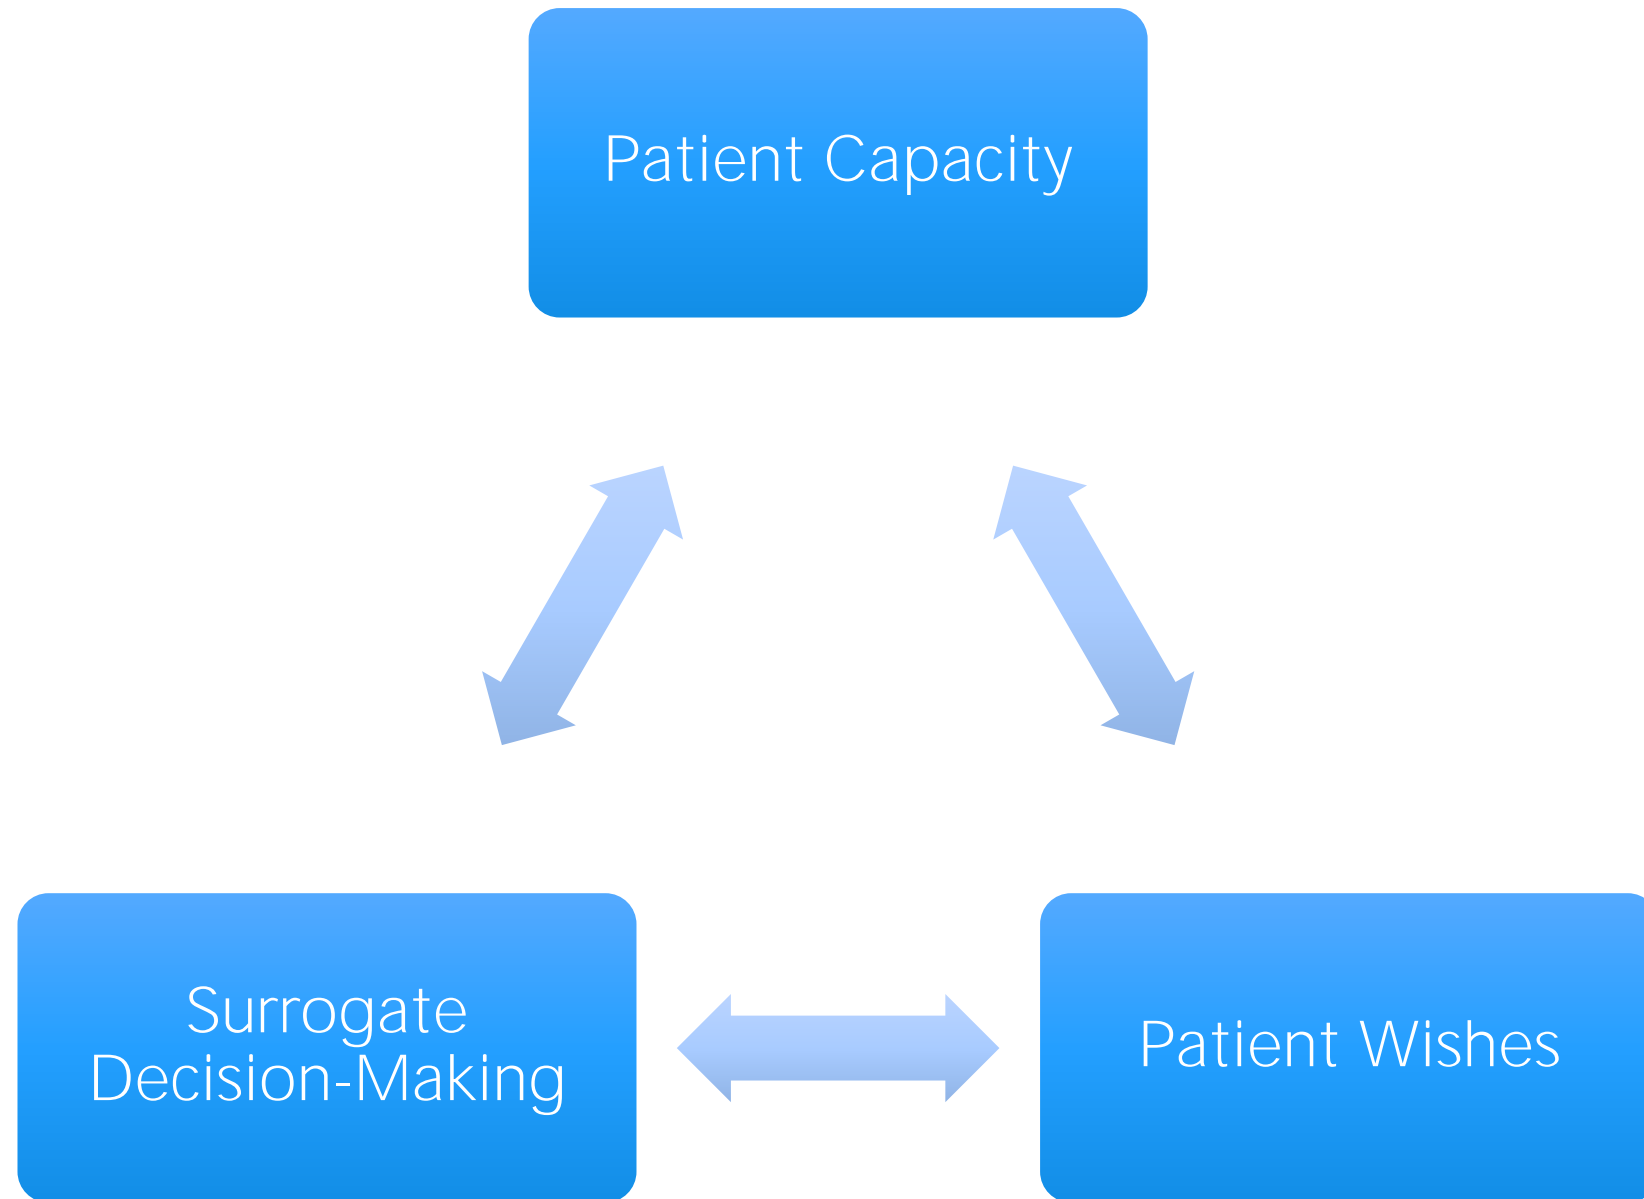 Patient Capacity
Surrogate
Decision-Making
Patient Wishes